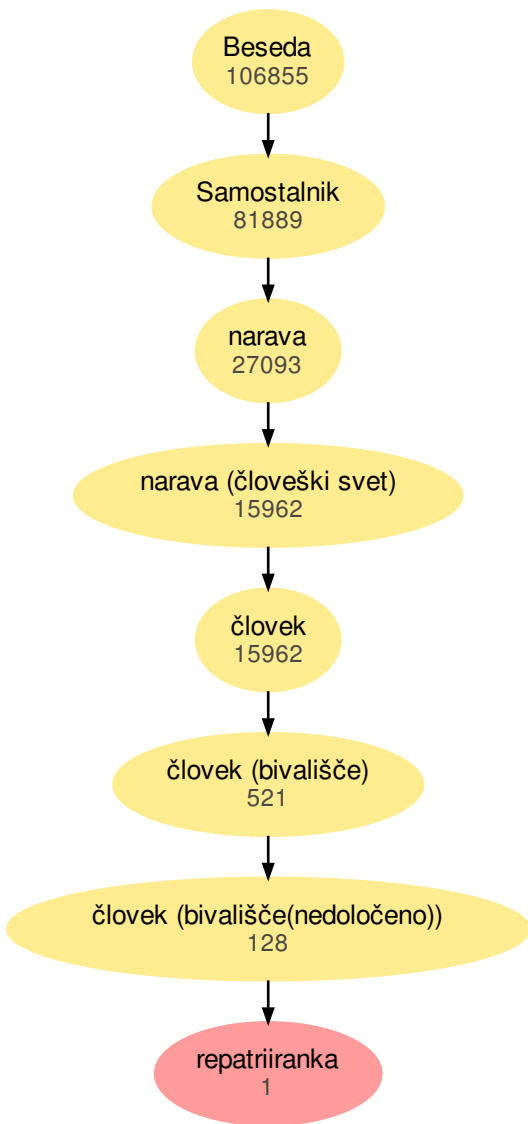 Beseda
106855
Samostalnik
81889
narava
27093
narava (človeški svet)
15962
človek
15962
človek (bivališče)
521
človek (bivališče(nedoločeno))
128
repatriiranka
1